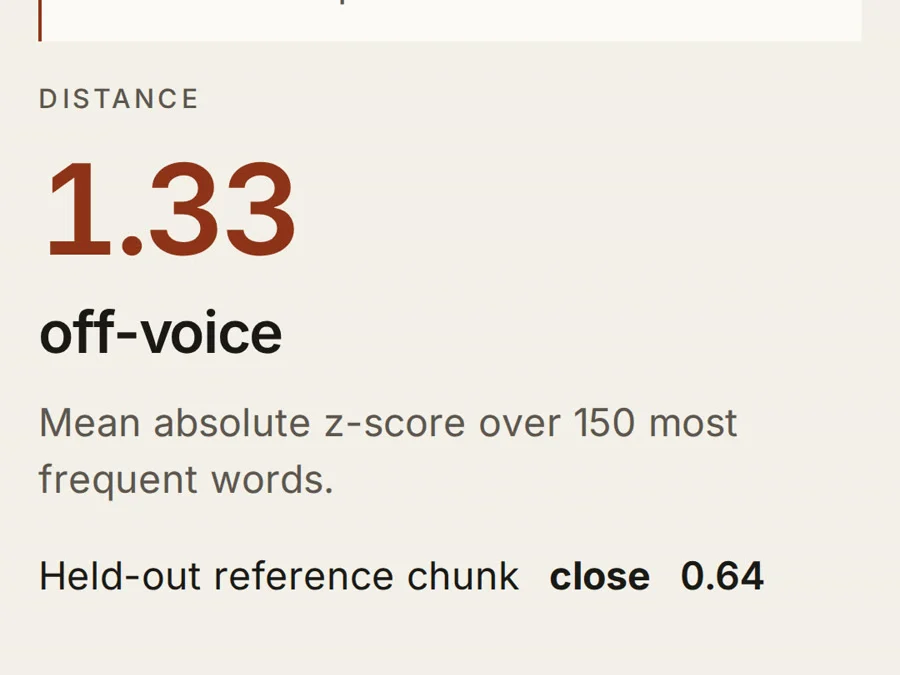 DISTANCE
1.33
off-voice
Mean absolute z-score over 150 most
frequent words.
Held-out reference chunk close 0.64